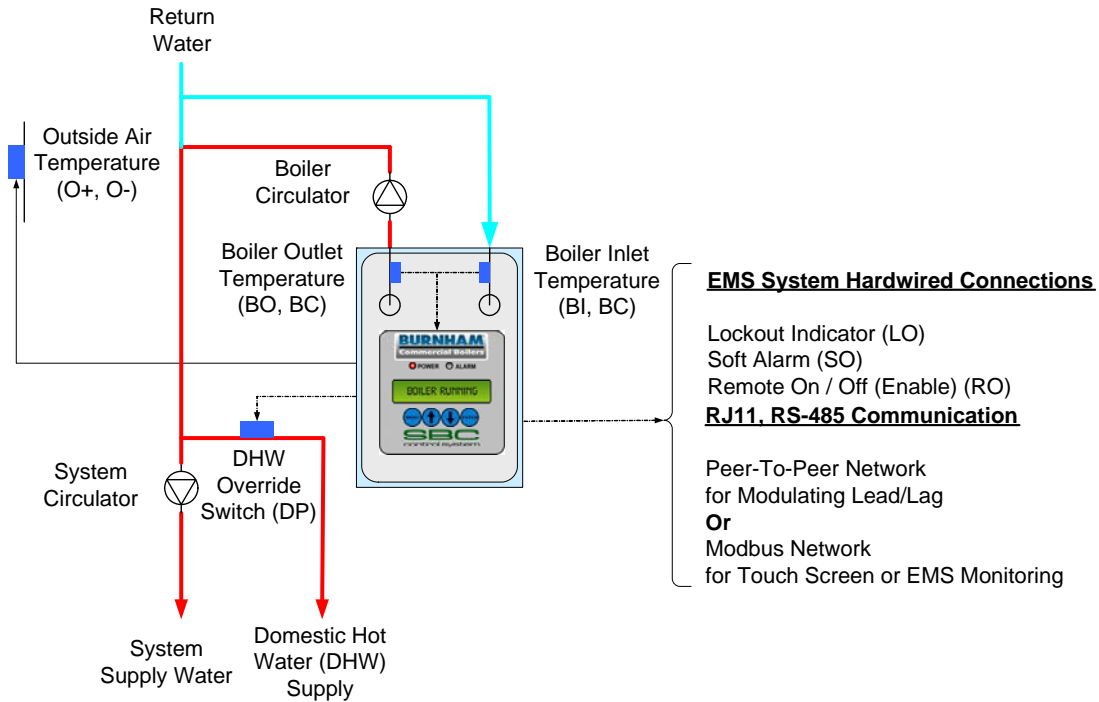 Return
Water
Outside Air
Temperature
(O+, O-)
Boiler
Circulator
Boiler Outlet
Temperature
(BO, BC)
Boiler Inlet
Temperature
(BI, BC)
BURNHAM
Commercial Boilers
POWER ALARM
BOILER RUNNING
SBC
control system
EMS System Hardwired Connections
Lockout Indicator (LO)
Soft Alarm (SO)
Remote On / Off (Enable) (RO)
RJ11, RS-485 Communication
Peer-To-Peer Network
for Modulating Lead/Lag
Or
Modbus Network
for Touch Screen or EMS Monitoring
System
Circulator
DHW
Override
Switch (DP)
System
Supply Water
Domestic Hot
Water (DHW)
Supply